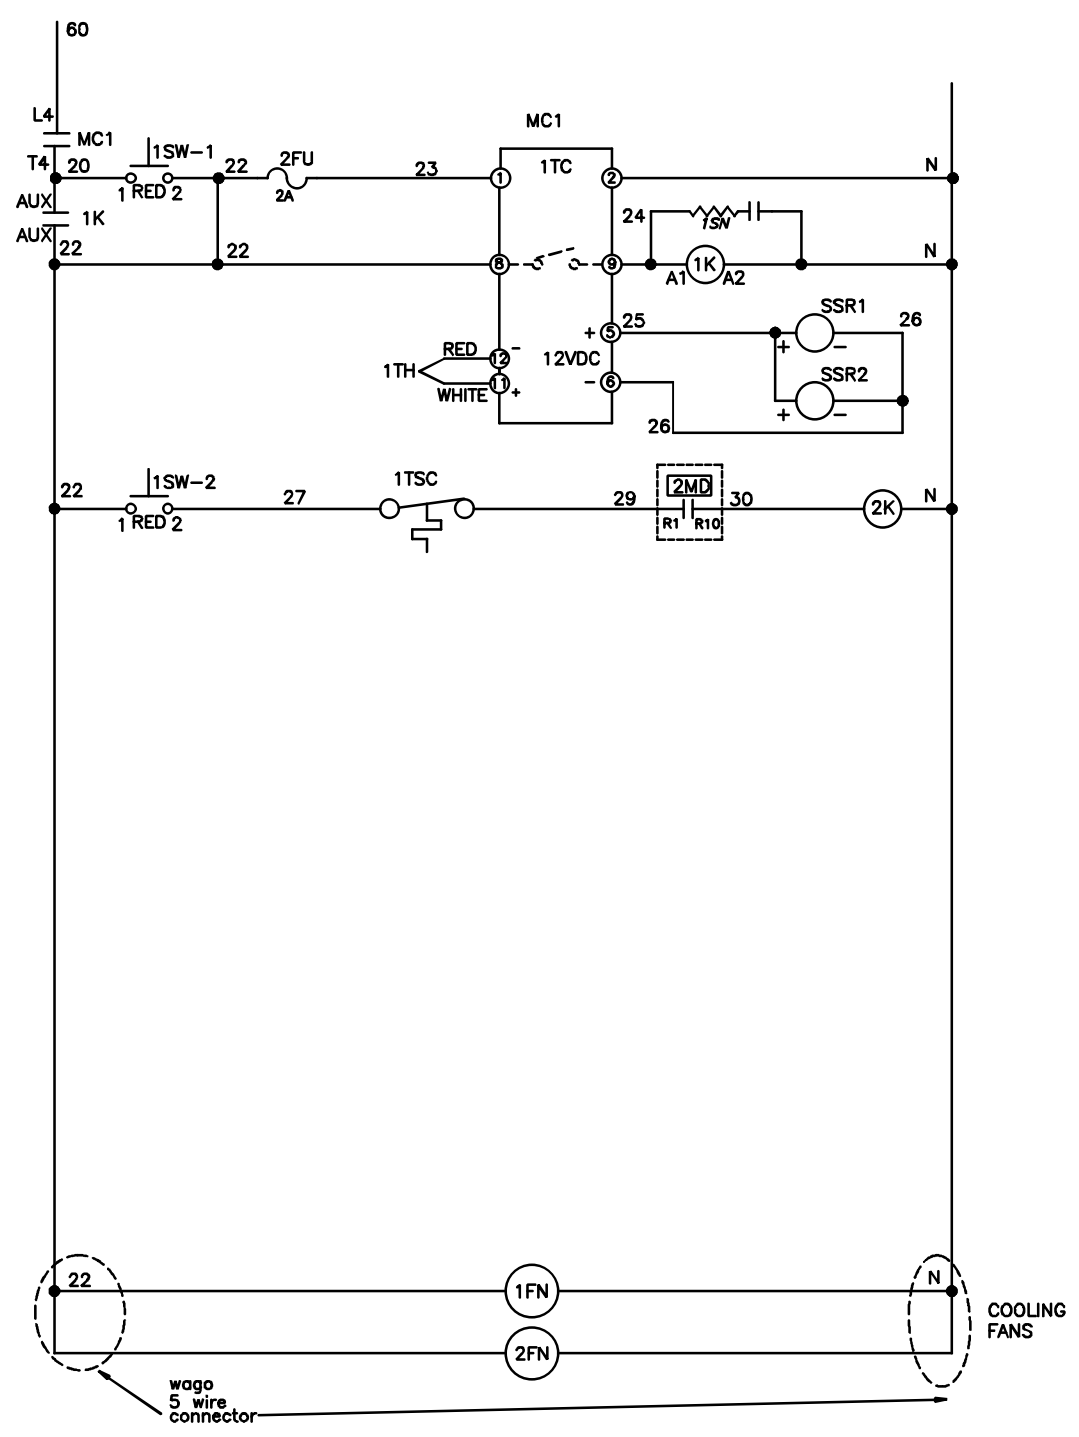 60
L4
MC1
MC1
T4
20
1SW-1
22
2FU
23
1TC
1
2
N
1 RED 2
2A
AUX
1K
24
1SN
AUX
22
22
8
9
A1
1K
A2
N
SSR1
+
5
25
26
+
-
RED
12
-
12VDC
1TH
SSR2
WHITE
11
+
-
6
+
-
26
22
1SW-2
27
1TSC
29
2MD
30
N
1 RED 2
R1
R10
2K
22
1FN
N
COOLING
FANS
2FN
wago
5 wire
connector